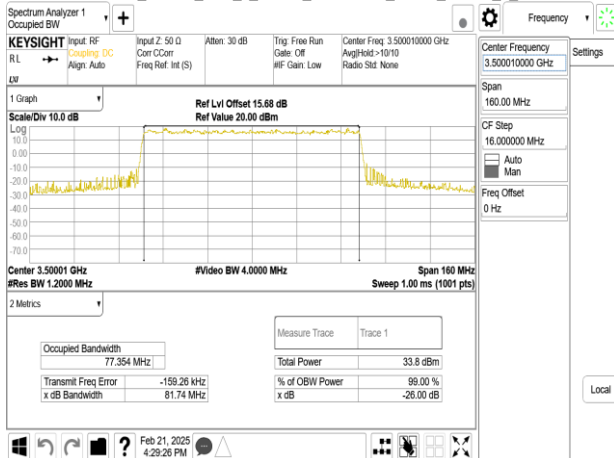 Spectrum Analyzer 1
Occupied BW
+
Frequency
KEYSIGHT
RL
LXI
Input: RF
Coupling: DC
Align: Auto
Input Z: 50 Ω
Corr CCorr
Freq Ref: Int (S)
Atten: 30 dB
Trig: Free Run
Gate: Off
#IF Gain: Low
Center Freq: 3.500010000 GHz
Avg|Hold:>10/10
Radio Std: None
Center Frequency
3.500010000 GHz
Settings
Span
160.00 MHz
CF Step
16.000000 MHz
Auto
Man
Freq Offset
0 Hz
Local
1 Graph
Scale/Div 10.0 dB
Ref Lvl Offset 15.68 dB
Ref Value 20.00 dBm
Log
10.0
0.00
-10.0
-20.0
-30.0
-40.0
-50.0
-60.0
-70.0
Center 3.50001 GHz
#Res BW 1.2000 MHz
#Video BW 4.0000 MHz
Span 160 MHz
Sweep 1.00 ms (1001 pts)
2 Metrics
Measure Trace Trace 1
Occupied Bandwidth
77.354 MHz
Total Power 33.8 dBm
Transmit Freq Error -159.26 kHz
% of OBW Power 99.00 %
x dB Bandwidth 81.74 MHz
x dB -26.00 dB
?
Feb 21, 2025
4:29:26 PM